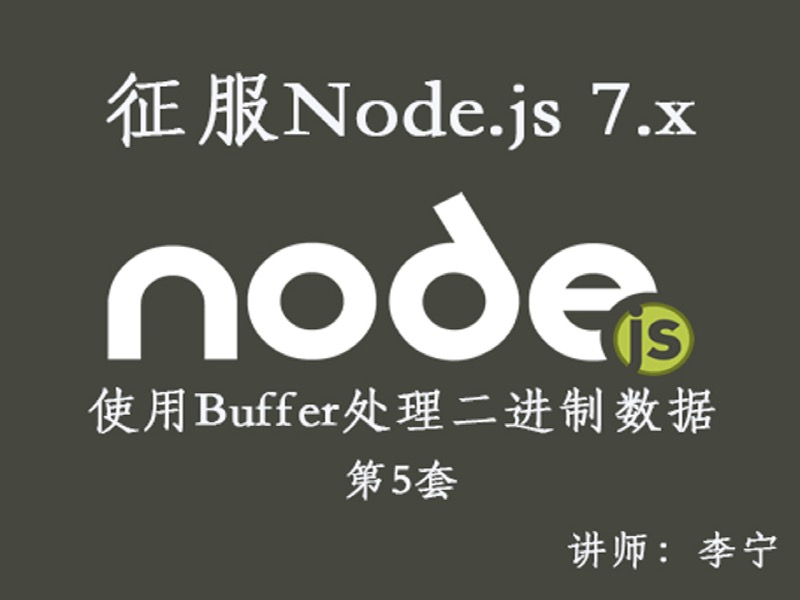 征服Node.js 7.x
node
js
使用Buffer处理二进制数据
第5套
讲师：李宁